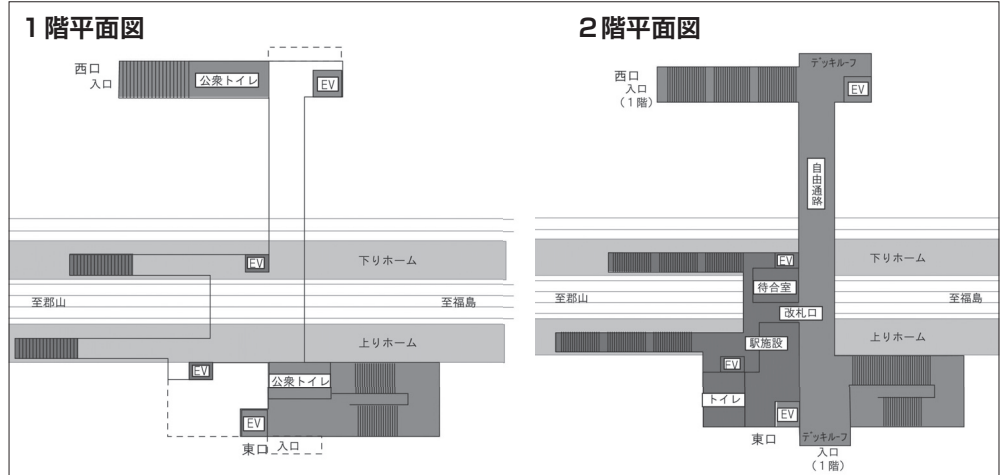 1階平面図
西口
入口
公衆トイレ
EV
EV
下りホーム
至郡山
至福島
上りホーム
EV
公衆トイレ
EV
東口
入口
2階平面図
デッキルーフ
西口
入口
(1階)
EV
自由通路
EV
下りホーム
待合室
至郡山
改札口
至福島
駅施設
上りホーム
EV
トイレ
EV
東口
デッキルーフ
入口
(1階)